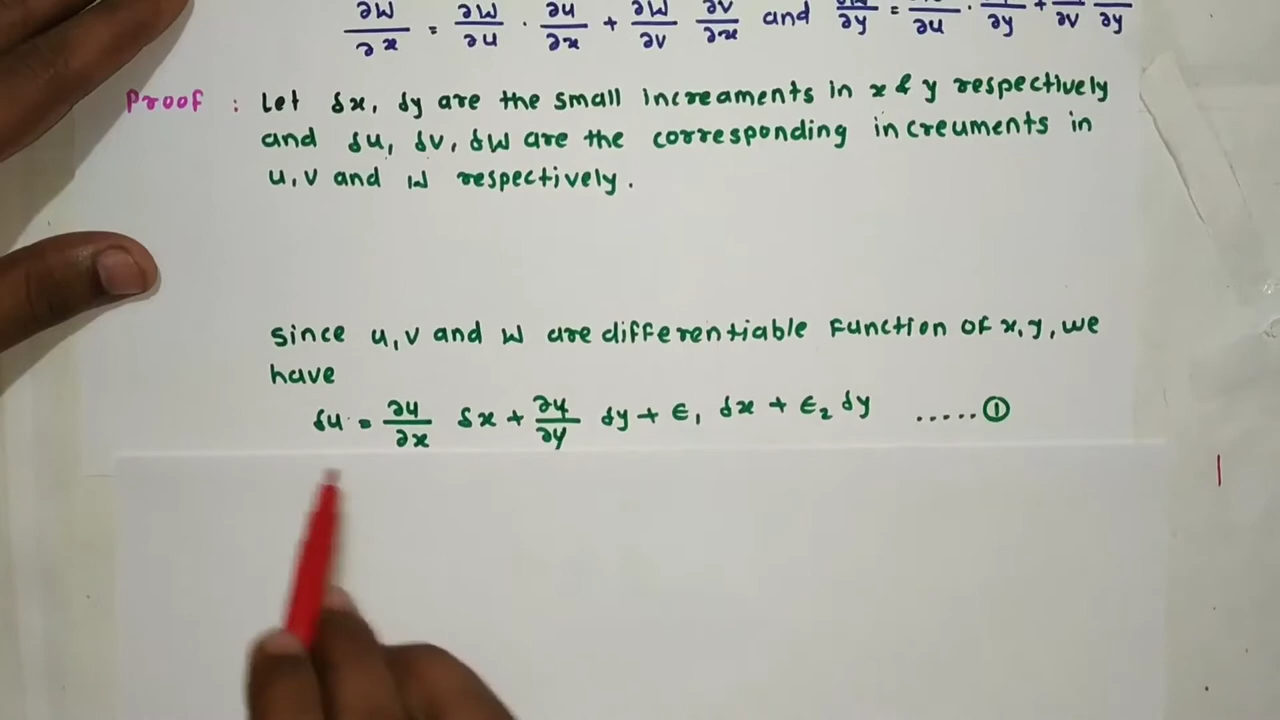 ∂W/∂x = ∂W/∂u · ∂u/∂x + ∂W/∂v ∂v/∂x and ∂W/∂y = ∂u · ∂y + ∂v ∂y
Proof : Let δx, δy are the small increaments in x & y respectively
and δu, δv, δW are the corresponding increuments in
u, v and W respectively.
since u, v and W are differentiable function of x, y, we
have
δu = ∂u/∂x δx + ∂u/∂y δy + ε₁ δx + ε₂ δy .....①